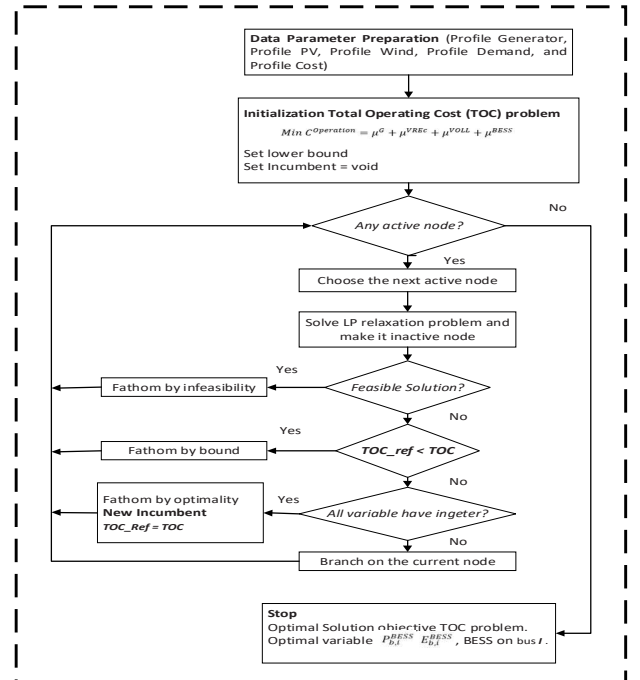 Data Parameter Preparation (Profile Generator,
Profile PV, Profile Wind, Profile Demand, and
Profile Cost)
Initialization Total Operating Cost (TOC) problem
Min C^Operation = μ^G + μ^VREc + μ^VOLL + μ^BESS
Set lower bound
Set Incumbent = void
No
Any active node?
Yes
Choose the next active node
Solve LP relaxation problem and
make it inactive node
Yes
Fathom by infeasibility
Feasible Solution?
No
Yes
Fathom by bound
TOC_ref < TOC
No
Fathom by optimality
New Incumbent
TOC_Ref = TOC
Yes
All variable have ingeter?
No
Branch on the current node
Stop
Optimal Solution objective TOC problem.
Optimal variable P_{b,i}^{BESS} E_{b,i}^{BESS} , BESS on bus I .